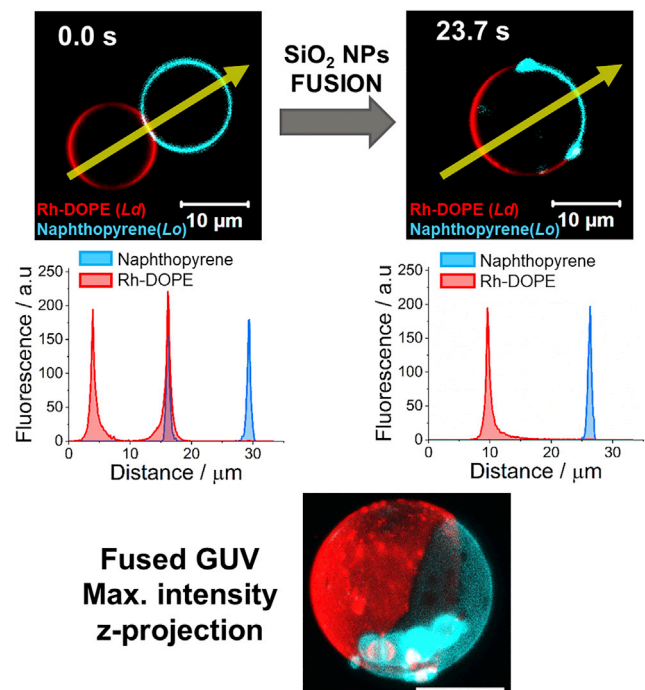 0.0 s
SiO₂ NPs
FUSION
23.7 s
Rh-DOPE (Ld)
Naphthopyrene(Lo)
10 µm
Rh-DOPE (Ld)
Naphthopyrene(Lo)
10 µm
Naphthopyrene
Rh-DOPE
Fluorescence / a.u
250
200
150
100
50
0
0
10
20
30
Distance / µm
Naphthopyrene
Rh-DOPE
Fluorescence / a.u
250
200
150
100
50
0
0
10
20
30
Distance / µm
Fused GUV
Max. intensity
z-projection